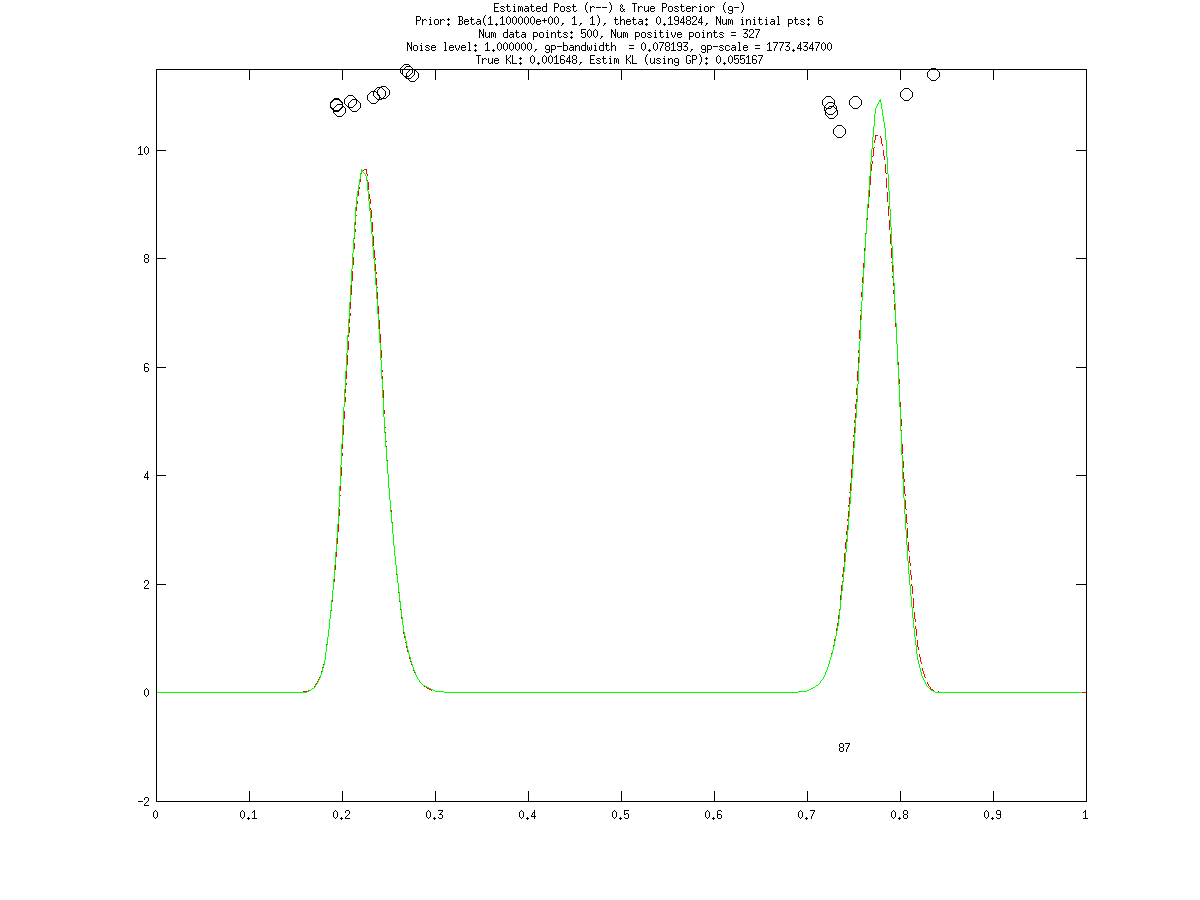 Estimated Post (r--) & True Posterior (g-)
Prior: Beta(1.100000e+00, 1, 1), theta: 0.194824, Num initial pts: 6
Num data points: 500, Num positive points = 327
Noise level: 1.000000, gp-bandwidth = 0.078193, gp-scale = 1773.434700
True KL: 0.001648, Estim KL (using GP): 0.055167
10
8
6
4
2
0
87
-2
0 0.1 0.2 0.3 0.4 0.5 0.6 0.7 0.8 0.9 1